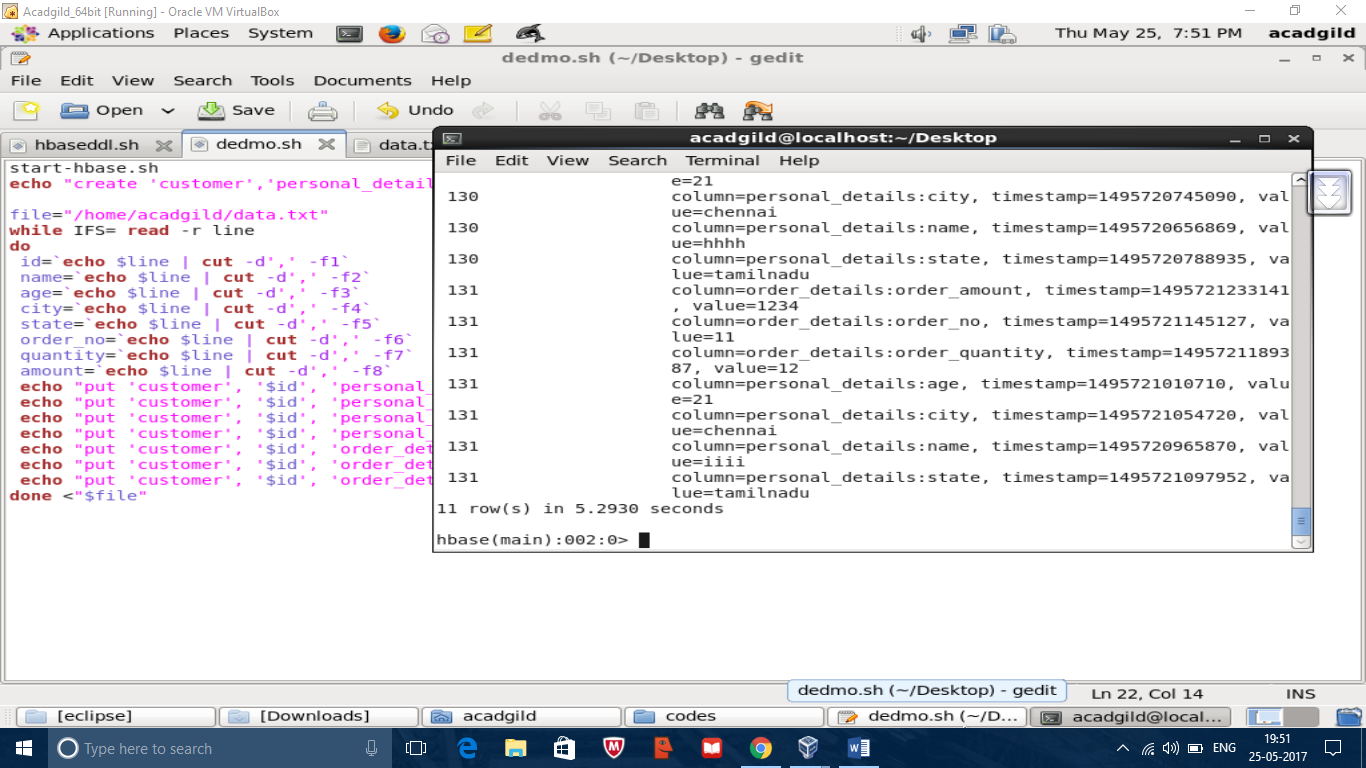 Acadgild_64bit [Running] - Oracle VM VirtualBox
Applications Places System Thu May 25, 7:51 PM acadgild
dedmo.sh (~/Desktop) - gedit
File Edit View Search Tools Documents Help
Open Save Undo
hbaseddl.sh dedmo.sh data.t
start-hbase.sh
echo "create 'customer','personal_detail
file="/home/acadgild/data.txt"
while IFS= read -r line
do
id=`echo $line | cut -d',' -f1`
name=`echo $line | cut -d',' -f2`
age=`echo $line | cut -d',' -f3`
city=`echo $line | cut -d',' -f4`
state=`echo $line | cut -d',' -f5`
order_no=`echo $line | cut -d',' -f6`
quantity=`echo $line | cut -d',' -f7`
amount=`echo $line | cut -d',' -f8`
echo "put 'customer', '$id', 'personal_
echo "put 'customer', '$id', 'personal_
echo "put 'customer', '$id', 'personal_
echo "put 'customer', '$id', 'personal_
echo "put 'customer', '$id', 'order_det
echo "put 'customer', '$id', 'order_det
echo "put 'customer', '$id', 'order_det
done <"$file"
acadgild@localhost:~/Desktop
File Edit View Search Terminal Help
e=21
130 column=personal_details:city, timestamp=1495720745090, val
ue=chennai
130 column=personal_details:name, timestamp=1495720656869, val
ue=hhhh
130 column=personal_details:state, timestamp=1495720788935, va
lue=tamilnadu
131 column=order_details:order_amount, timestamp=1495721233141
, value=1234
131 column=order_details:order_no, timestamp=1495721145127, va
lue=11
131 column=order_details:order_quantity, timestamp=14957211893
87, value=12
131 column=personal_details:age, timestamp=1495721010710, valu
e=21
131 column=personal_details:city, timestamp=1495721054720, val
ue=chennai
131 column=personal_details:name, timestamp=1495720965870, val
ue=iiii
131 column=personal_details:state, timestamp=1495721097952, va
lue=tamilnadu
11 row(s) in 5.2930 seconds
hbase(main):002:0>
dedmo.sh (~/Desktop) - gedit
Ln 22, Col 14 INS
[eclipse] [Downloads] acadgild codes dedmo.sh (~/D... acadgild@local...
Type here to search
ENG
19:51
25-05-2017